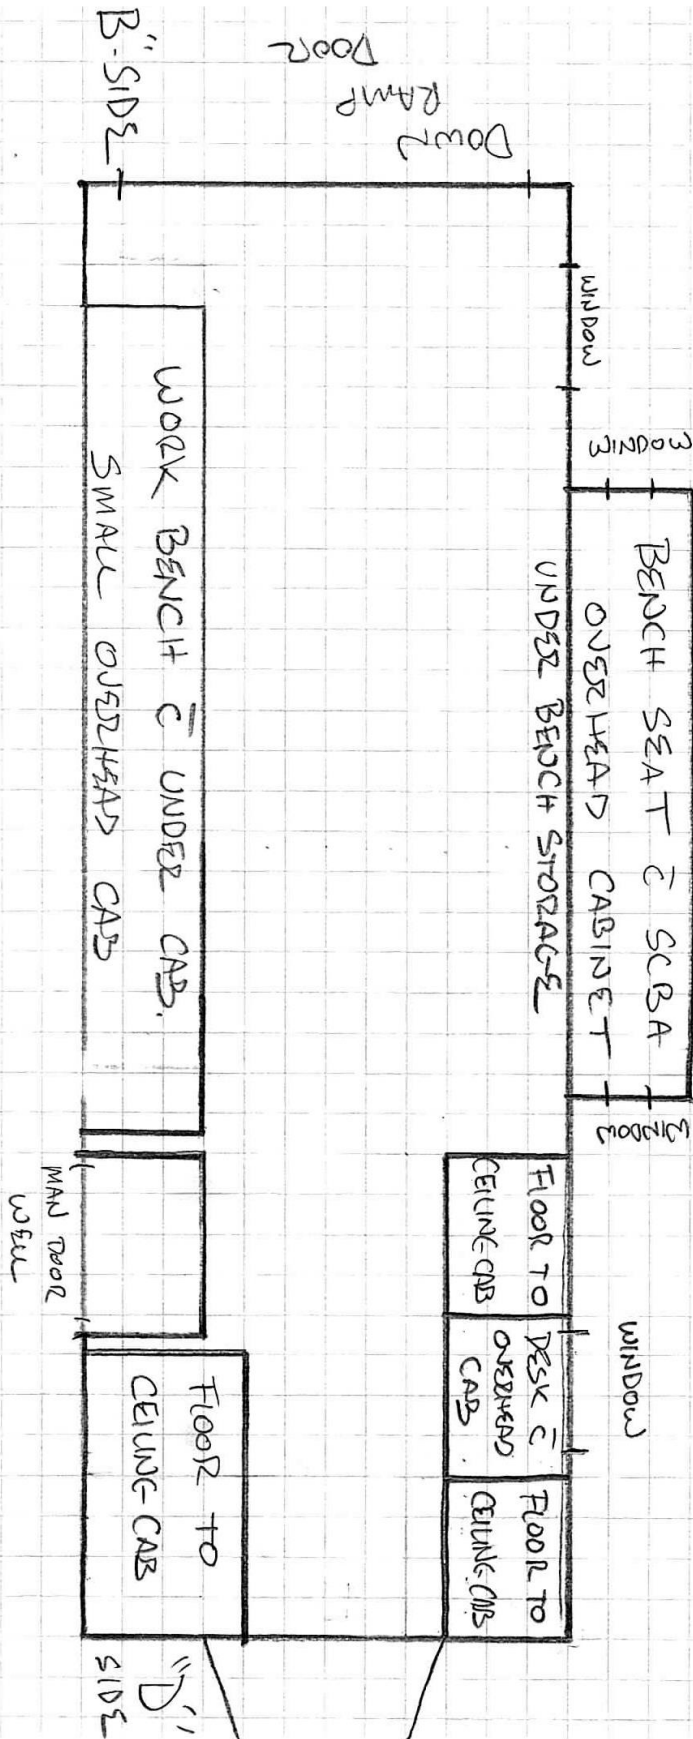 "B" SIDE
DOWN
RAMP
DOOR
WINDOW
WINDOW
BENCH SEAT C̄ SCBA
OVERHEAD CABINET
UNDER BENCH STORAGE
WINDOW
WINDOW
FLOOR TO
CEILING CAB
DESK C̄
OVERHEAD
CAB.
FLOOR TO
CEILING CAB
WORK BENCH C̄ UNDER CAB.
SMALL OVERHEAD CAB
MAN DOOR
WELL
FLOOR TO
CEILING CAB
"D"
SIDE